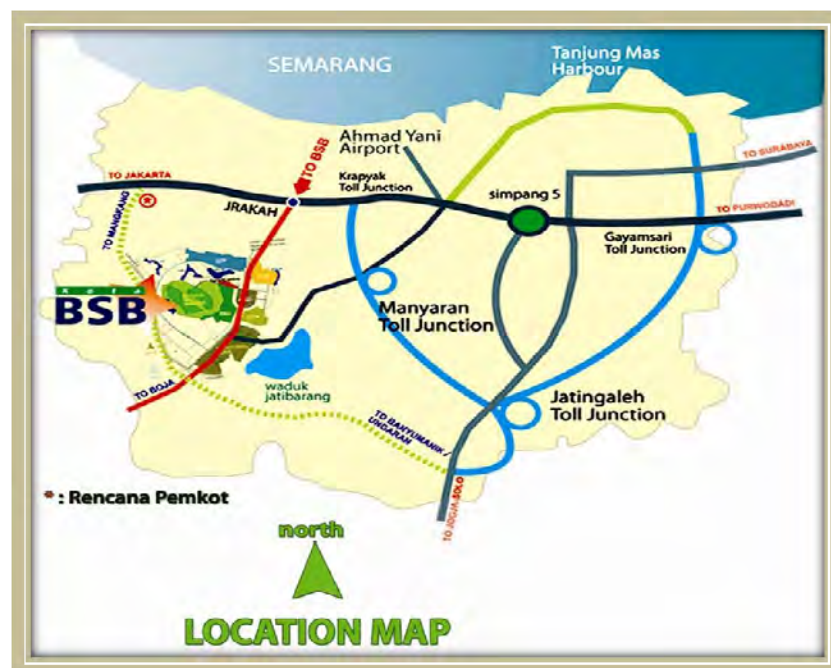 SEMARANG
Tanjung Mas
Harbour
Ahmad Yani
Airport
TO BSB
Krapyak
Toll Junction
TO SURABAYA
TO JAKARTA
simpang 5
JRAKAH
TO PURWODADI
TO MANGKANG
Gayamsari
Toll Junction
Kota
BSB
Manyaran
Toll Junction
waduk
jatibarang
TO BOJA
Jatingaleh
Toll Junction
TO BANYUMANIK
UNGARAN
* : Rencana Pemkot
TO JOGJA-SOLO
north
LOCATION MAP